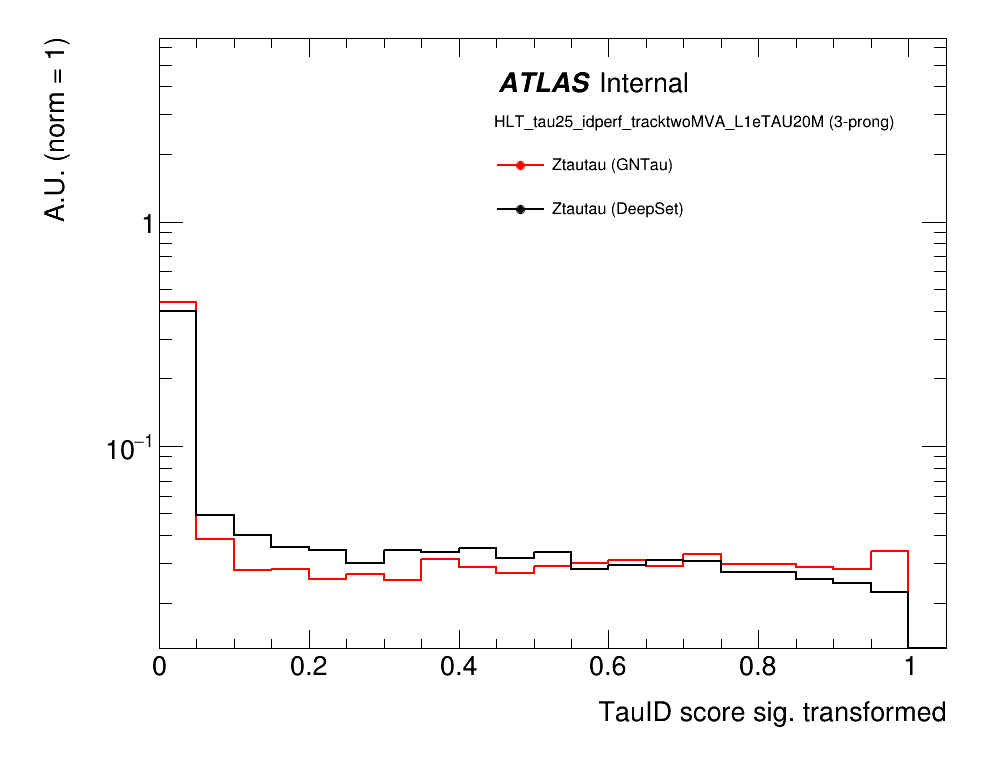 A.U. (norm = 1)
ATLAS Internal
HLT_tau25_idperf_tracktwoMVA_L1eTAU20M (3-prong)
Ztautau (GNTau)
Ztautau (DeepSet)
1
10⁻¹
0 0.2 0.4 0.6 0.8 1
TauID score sig. transformed